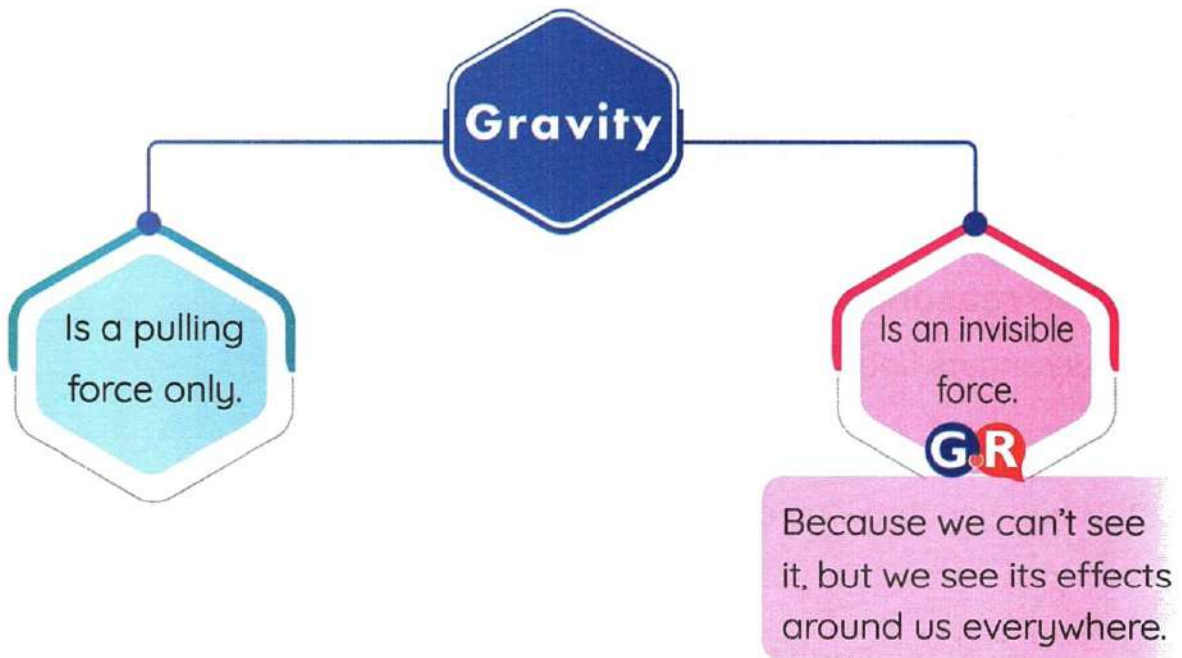 Gravity
Is a pulling
force only.
Is an invisible
force.
G.R
Because we can't see
it, but we see its effects
around us everywhere.